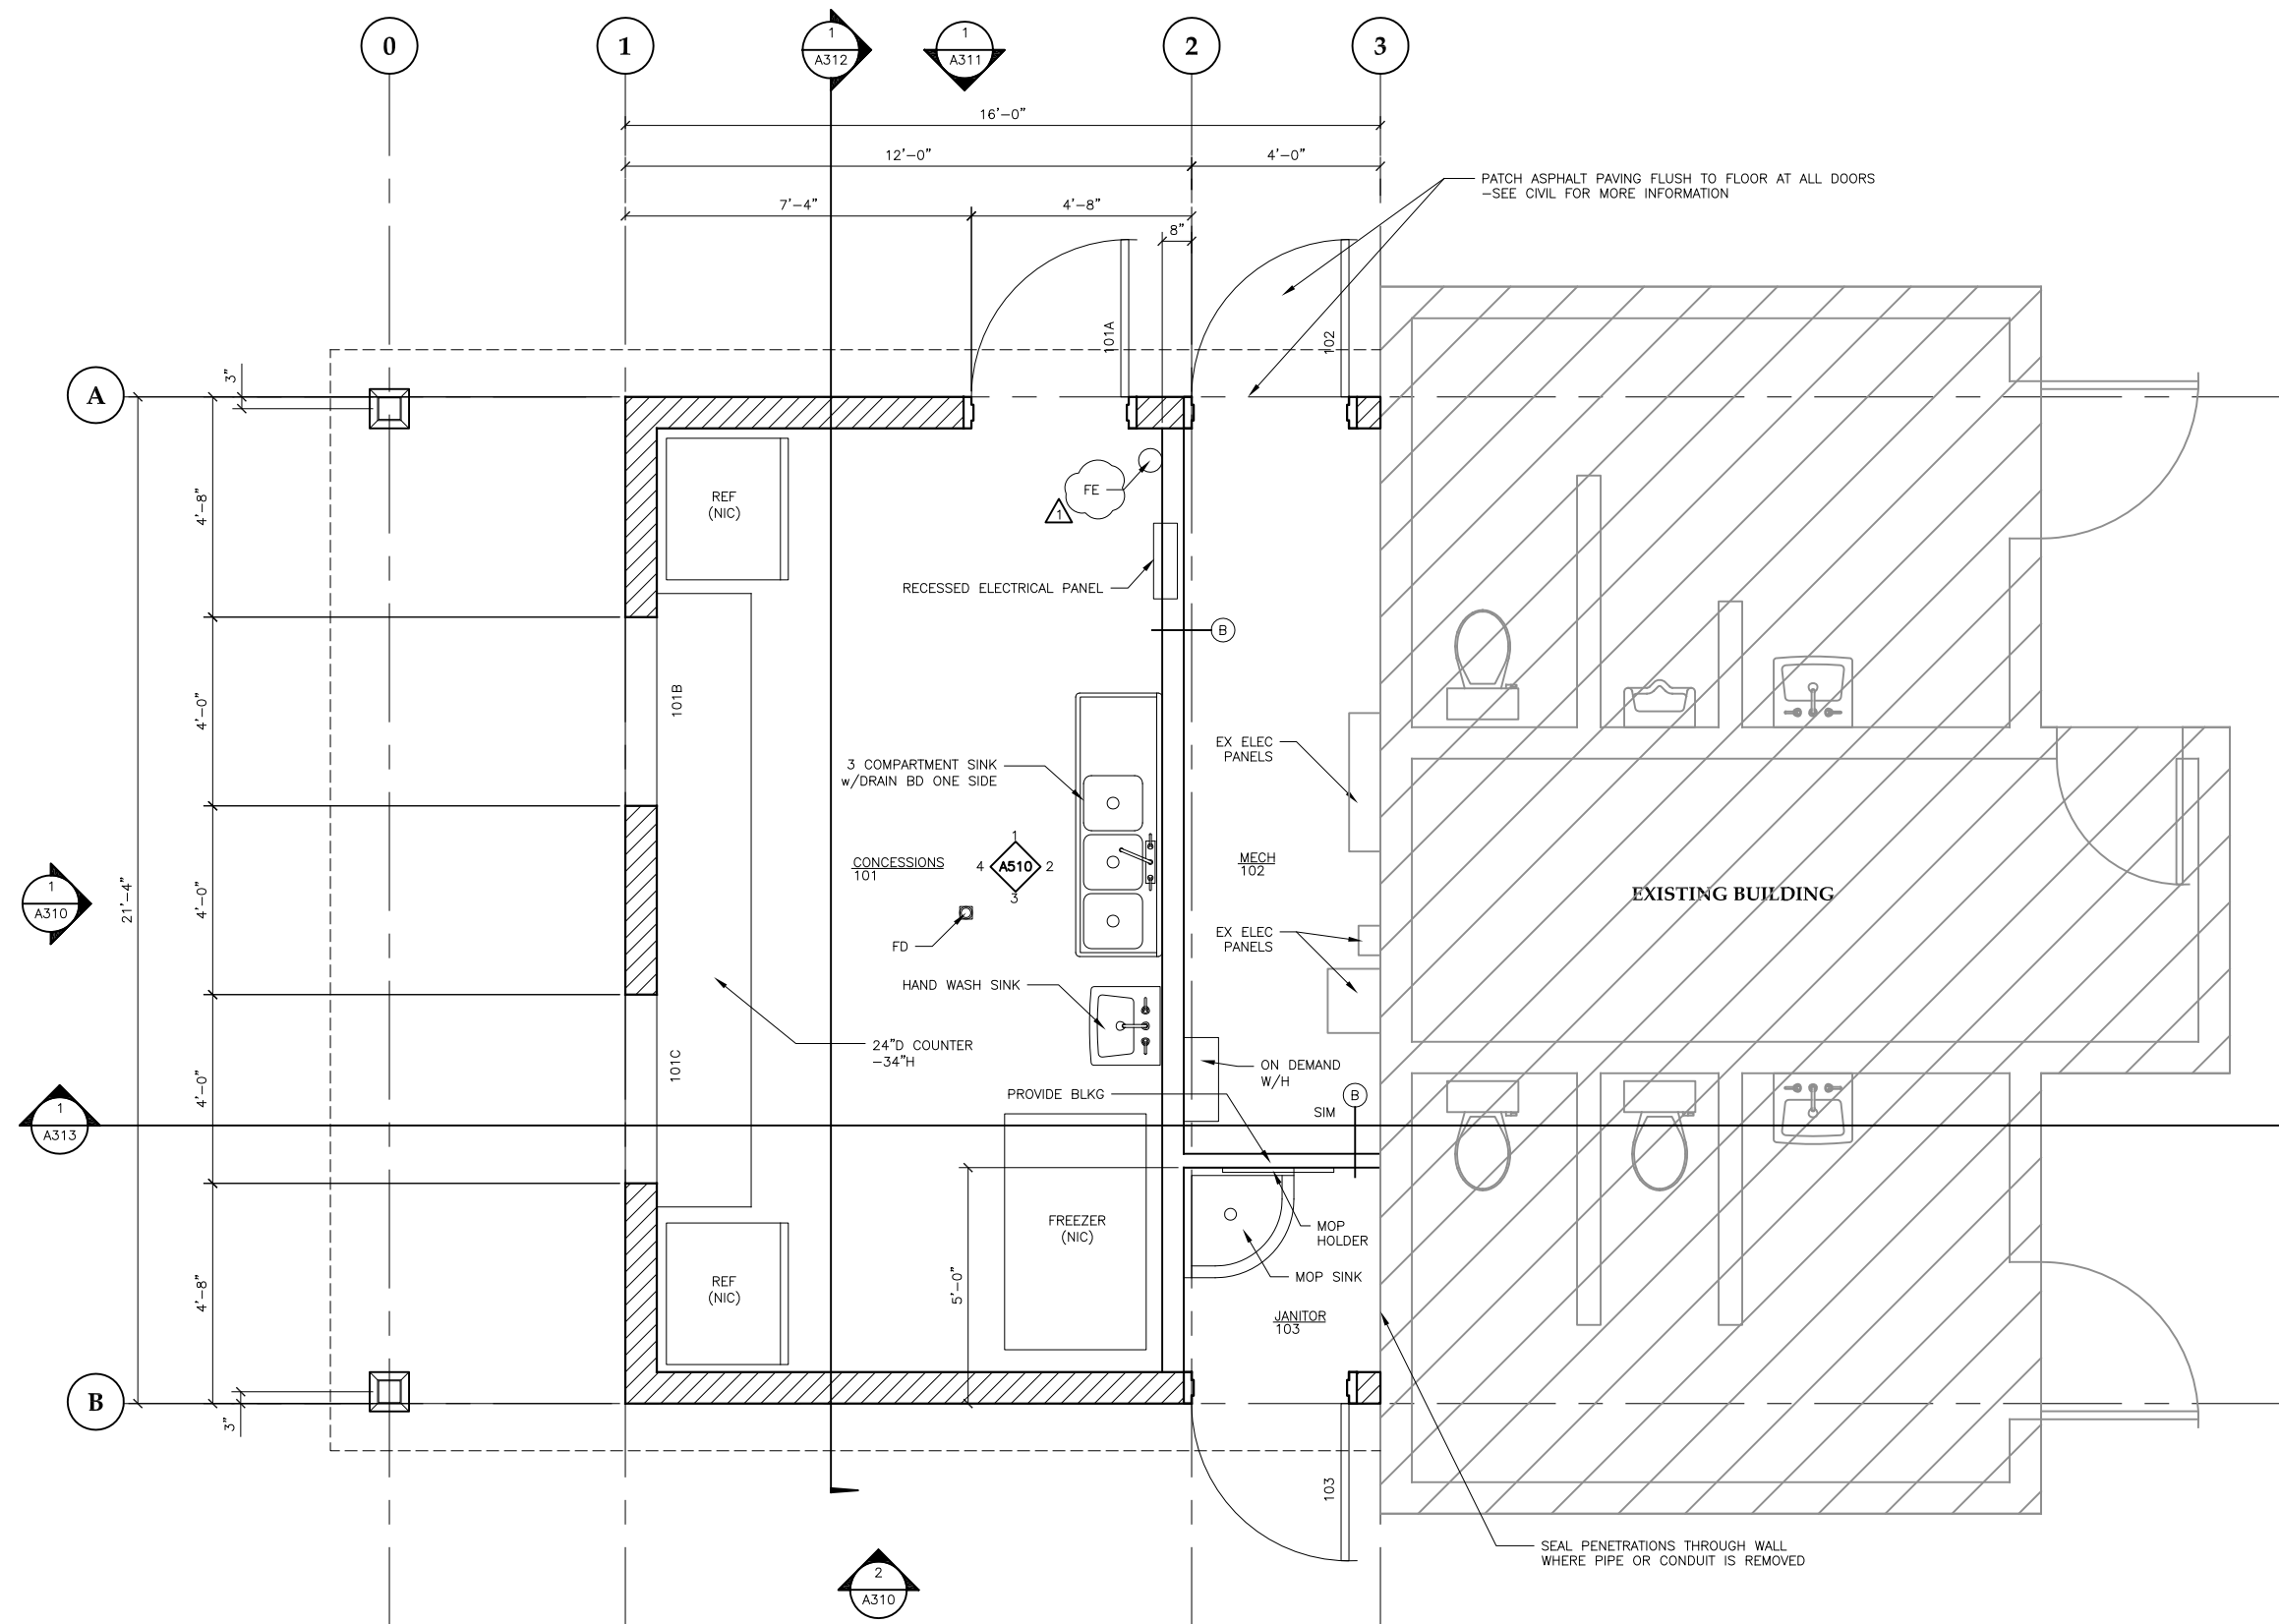 0
1
1
A312
1
A311
2
3
16'-0"
12'-0"
4'-0"
7'-4"
4'-8"
8"
PATCH ASPHALT PAVING FLUSH TO FLOOR AT ALL DOORS
-SEE CIVIL FOR MORE INFORMATION
101A
102
A
3"
4'-8"
REF
(NIC)
FE
1
RECESSED ELECTRICAL PANEL
B
4'-0"
101B
3 COMPARTMENT SINK
w/DRAIN BD ONE SIDE
EX ELEC
PANELS
CONCESSIONS
101
1
4
A510
2
3
MECH
102
EXISTING BUILDING
1
A310
21'-4"
4'-0"
FD
EX ELEC
PANELS
HAND WASH SINK
24"D COUNTER
-34"H
ON DEMAND
W/H
101C
4'-0"
PROVIDE BLKG
B
SIM
1
A313
FREEZER
(NIC)
MOP
HOLDER
MOP SINK
REF
(NIC)
4'-8"
5'-0"
JANITOR
103
B
3"
103
SEAL PENETRATIONS THROUGH WALL
WHERE PIPE OR CONDUIT IS REMOVED
2
A310